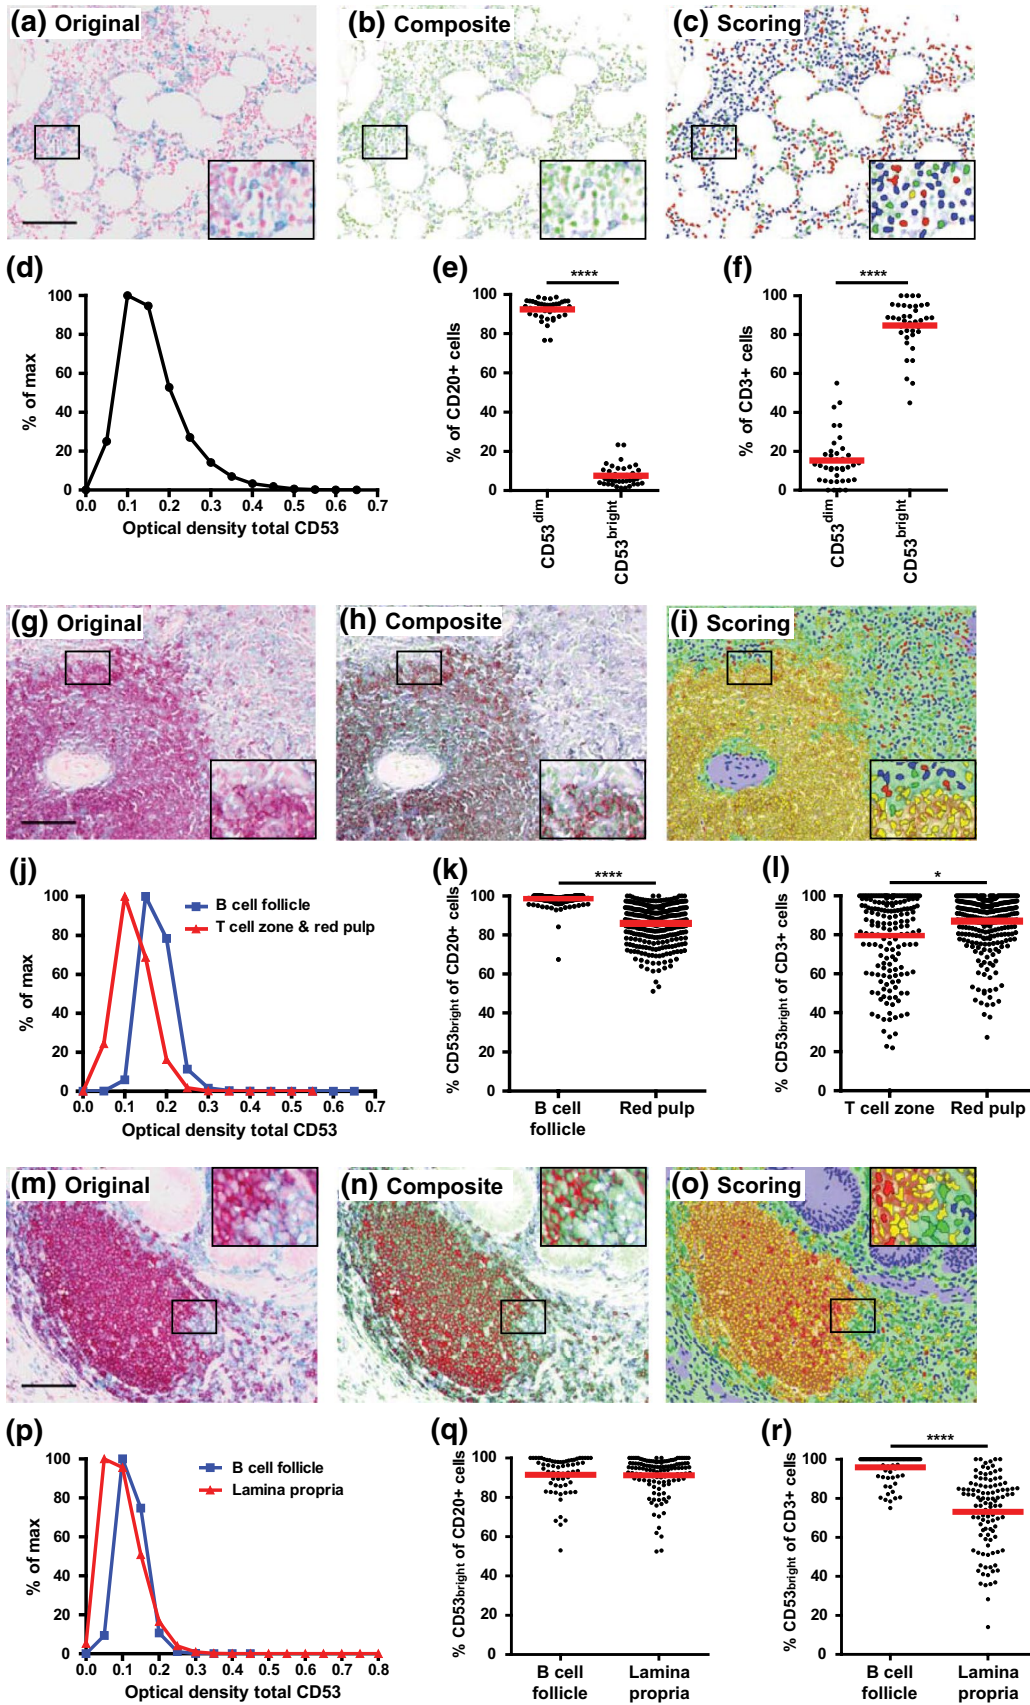 (a) Original
(b) Composite
(c) Scoring
(d)
% of max
100
80
60
40
20
0
0.0 0.1 0.2 0.3 0.4 0.5 0.6 0.7
Optical density total CD53
(e)
% of CD20+ cells
****
100
80
60
40
20
0
CD53dim
CD53bright
(f)
% of CD3+ cells
****
100
80
60
40
20
0
CD53dim
CD53bright
(g) Original
(h) Composite
(i) Scoring
(j)
% of max
100
80
60
40
20
0
B cell follicle
T cell zone & red pulp
0.0 0.1 0.2 0.3 0.4 0.5 0.6 0.7
Optical density total CD53
(k)
% CD53bright of CD20+ cells
****
100
80
60
40
20
0
B cell
follicle
Red pulp
(l)
% CD53bright of CD3+ cells
*
100
80
60
40
20
0
T cell zone
Red pulp
(m) Original
(n) Composite
(o) Scoring
(p)
% of max
100
80
60
40
20
0
B cell follicle
Lamina propria
0.0 0.1 0.2 0.3 0.4 0.5 0.6 0.7 0.8
Optical density total CD53
(q)
% CD53bright of CD20+ cells
100
80
60
40
20
0
B cell
follicle
Lamina
propria
(r)
% CD53bright of CD3+ cells
****
100
80
60
40
20
0
B cell
follicle
Lamina
propria